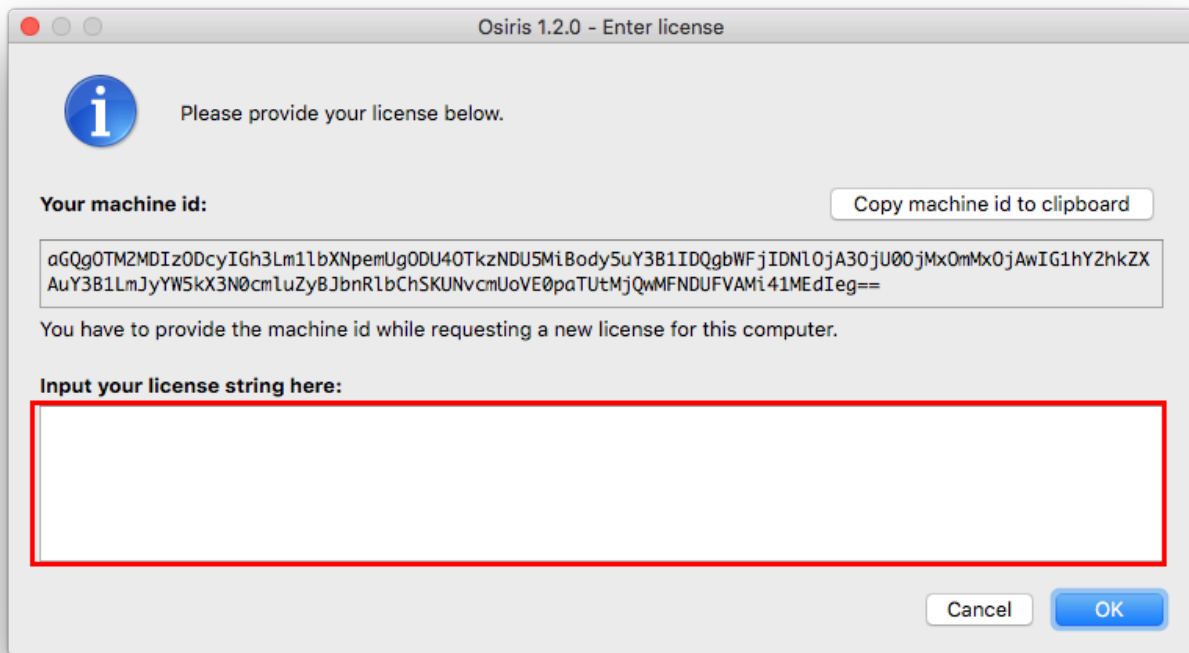 Osiris 1.2.0 - Enter license
Please provide your license below.
Your machine id:
Copy machine id to clipboard
aGQgOTM2MDIzODcyIGh3Lm1lbXNpemUgODU4OTkzNDU5MiBody5uY3B1IDQgbWFjIDNlOjA3OjU0OjMxOmMxOjAwIG1hY2hkZX
AuY3B1LmJyYW5kX3N0cmluZyBJbnRlbChSKUNvcmUoVE0paTUtMjQwMFNDUFVAMi41MEdIeg==
You have to provide the machine id while requesting a new license for this computer.
Input your license string here:
Cancel
OK